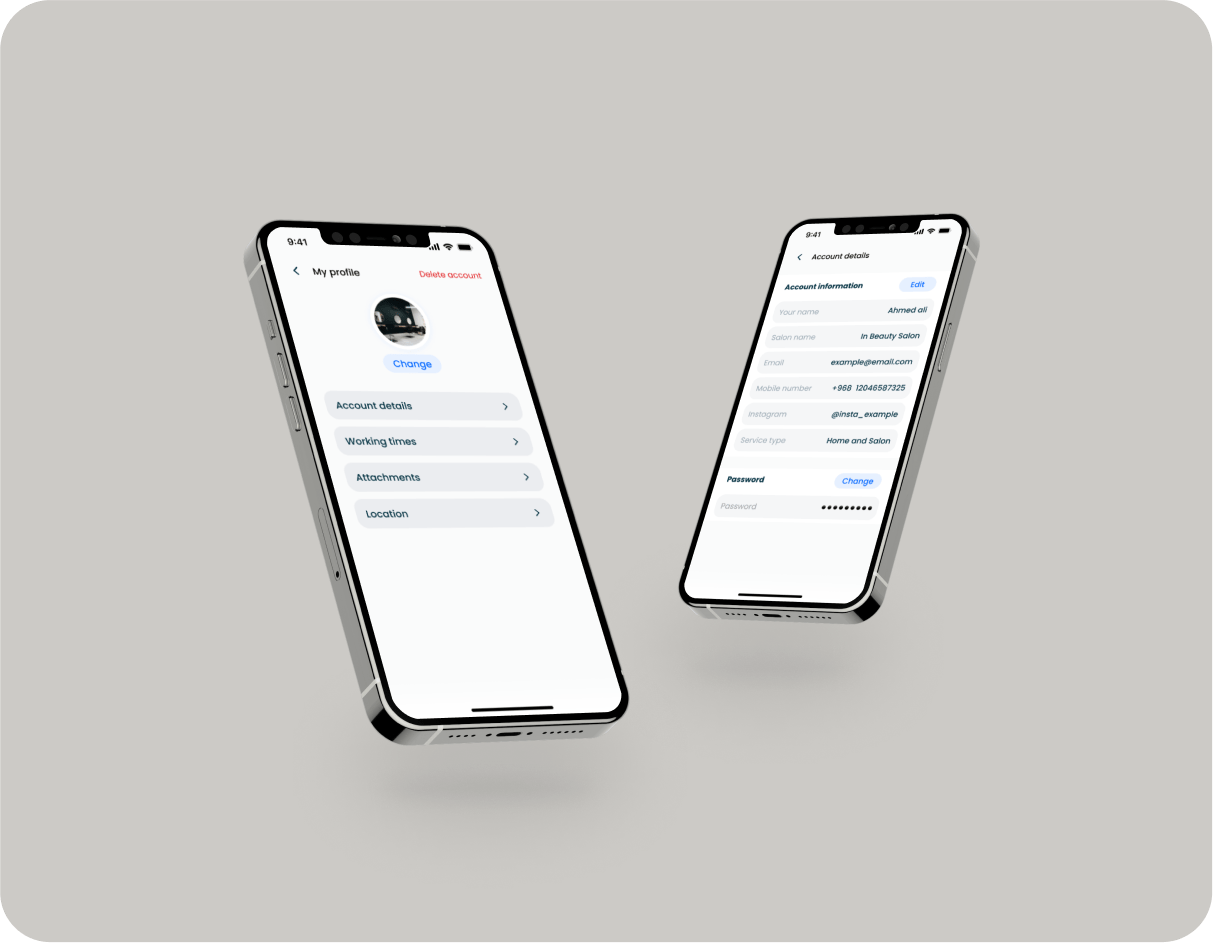 9:41
My profile
Delete account
Change
Account details
Working times
Attachments
Location
9:41
Account details
Account information
Edit
Your name
Ahmed ali
Salon name
In Beauty Salon
Email
example@email.com
Mobile number
+968 12046587325
Instagram
@insta_example
Service type
Home and Salon
Password
Change
Password